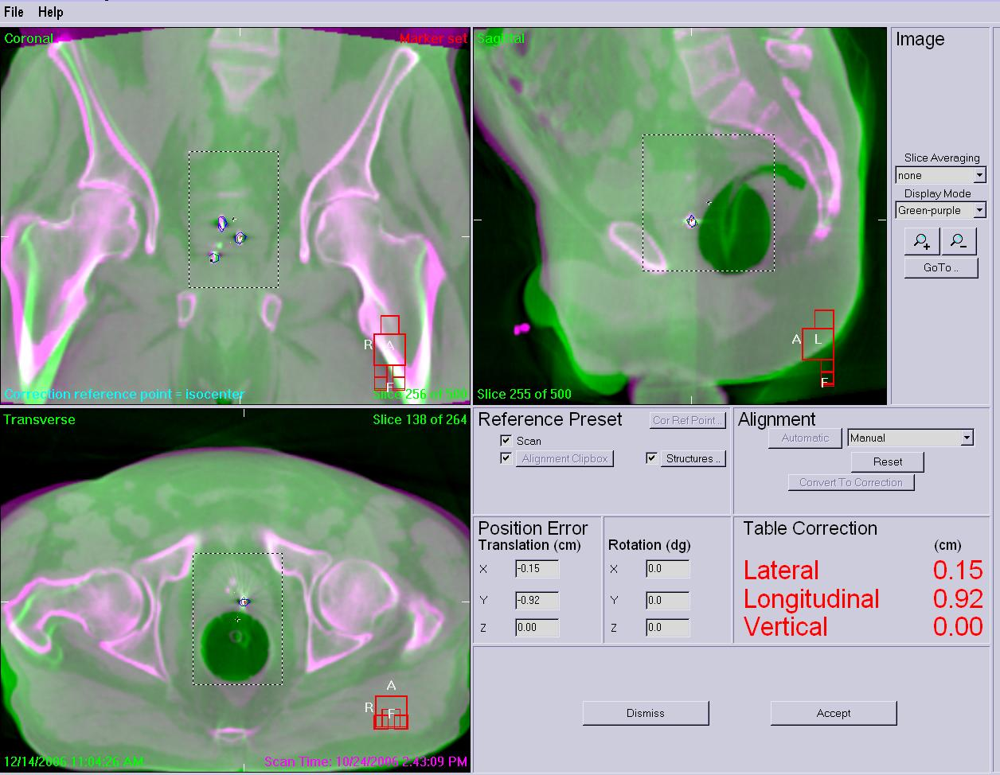 File Help
Coronal
Marker set
R A
F
Correction reference point = isocenter
Slice 256 of 500
Sagittal
A L
F
Slice 255 of 500
Image
Slice Averaging
none
Display Mode
Green-purple
GoTo ..
Transverse
Slice 138 of 264
A
R F
12/14/2006 11:04:26 AM
Scan Time: 10/24/2006 2:43:09 PM
Reference Preset
Cor Ref Point ..
Scan
Alignment Clipbox
Structures ..
Alignment
Automatic
Manual
Reset
Convert To Correction
Position Error
Translation (cm)
X -0.15
Y -0.92
Z 0.00
Rotation (dg)
X 0.0
Y 0.0
Z 0.0
Table Correction
(cm)
Lateral 0.15
Longitudinal 0.92
Vertical 0.00
Dismiss
Accept